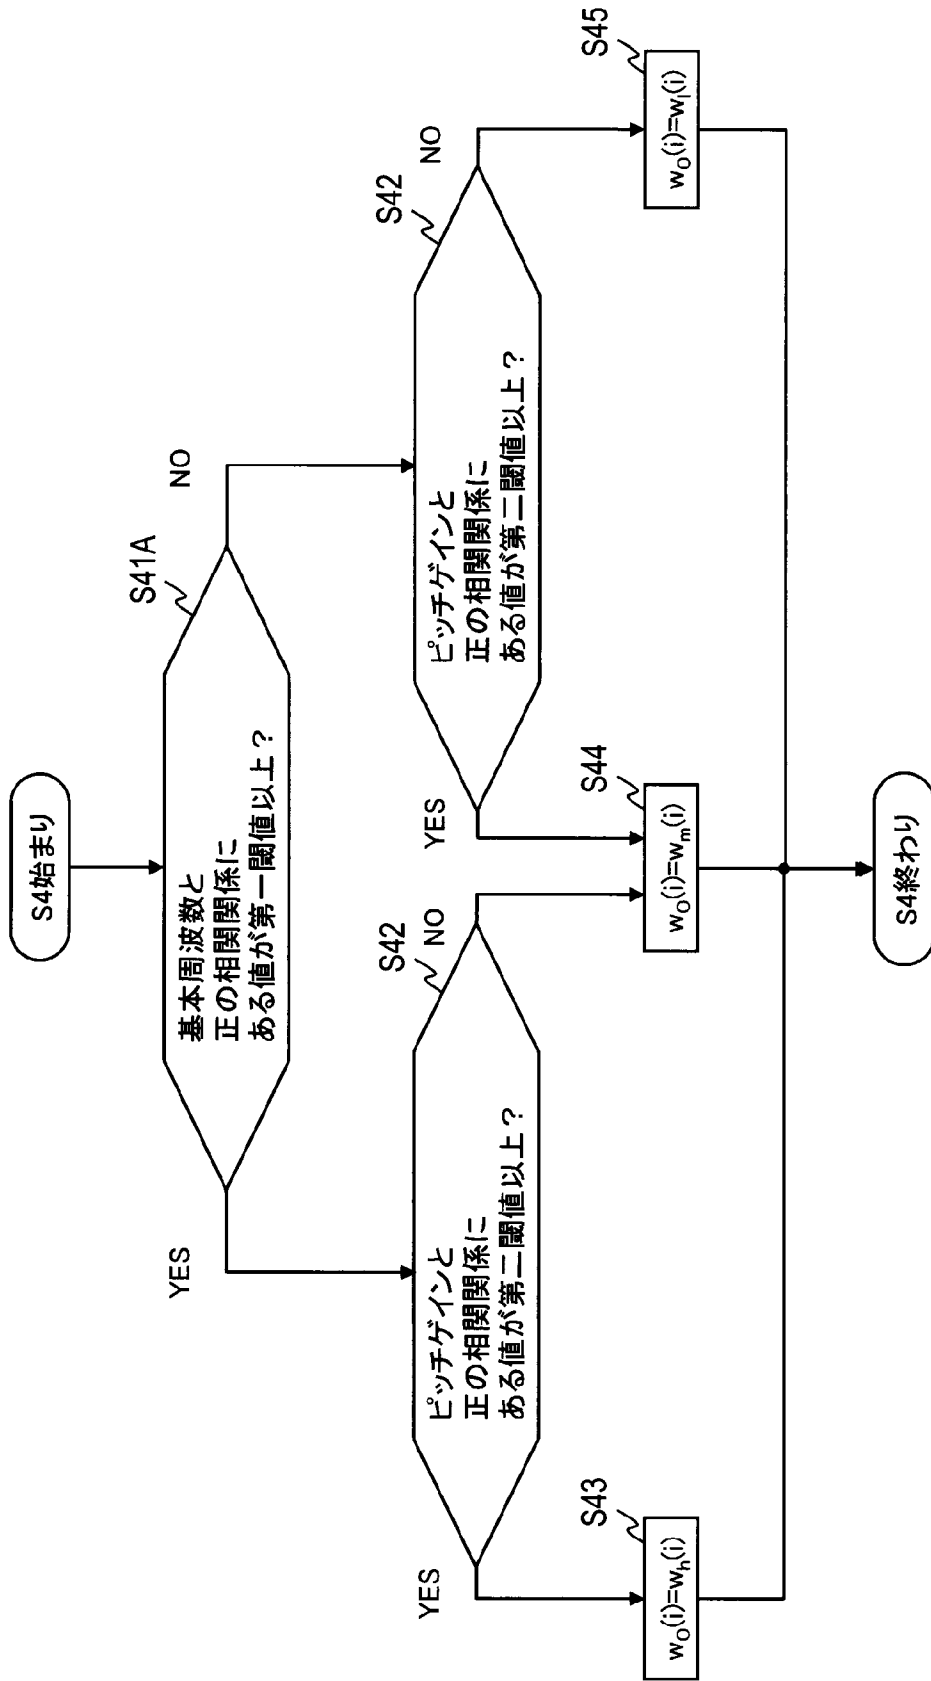 S4始まり
S41A
基本周波数と
正の相関関係に
ある値が第一閾値以上？
YES
NO
S42
ピッチゲインと
正の相関関係に
ある値が第二閾値以上？
YES
NO
S42
ピッチゲインと
正の相関関係に
ある値が第二閾値以上？
YES
NO
S43
wO(i)=wh(i)
S44
wO(i)=wm(i)
S45
wO(i)=wl(i)
S4終わり